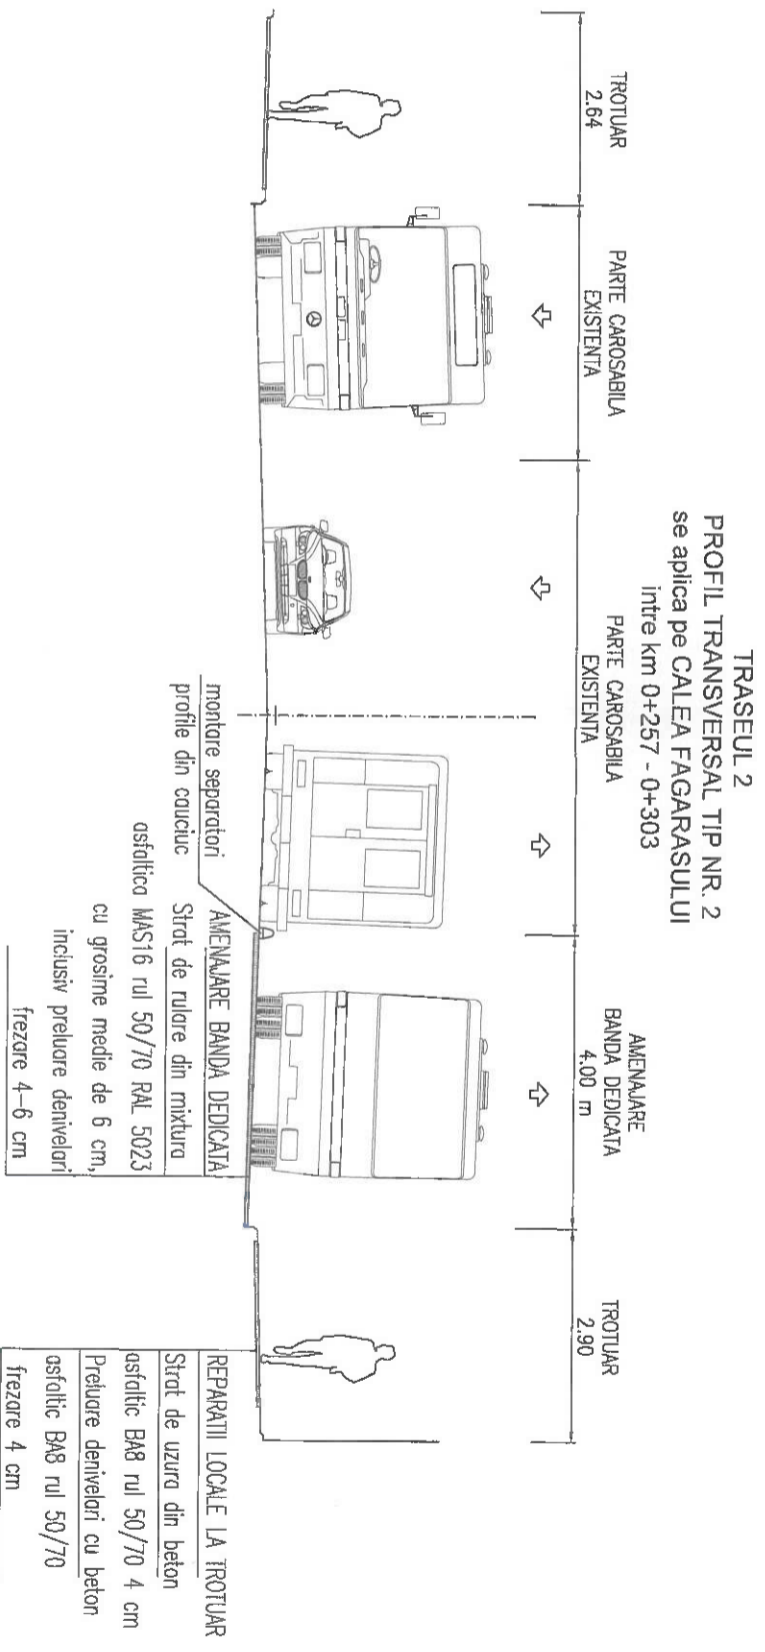 TRASEUL 2
PROFIL TRANSVERSAL TIP NR. 2
se aplica pe CALEA FAGARASULUI
intre km 0+257 - 0+303
TROTUAR
2.64
PARTE CAROSABILA
EXISTENTA
PARTE CAROSABILA
EXISTENTA
AMENAJARE
BANDA DEDICATA
4.00 m
TROTUAR
2.90
montare separatori
profile din cauciuc
AMENAJARE BANDA DEDICATA
Strat de rulare din mixtura
asfaltica MAS16 rul 50/70 RAL 5023
cu grosime medie de 6 cm,
inclusiv preluare denivelari
frezare 4-6 cm
REPARATII LOCALE LA TROTUAR
Strat de uzura din beton
asfaltic BA8 rul 50/70 4 cm
Preluare denivelari cu beton
asfaltic BA8 rul 50/70
frezare 4 cm